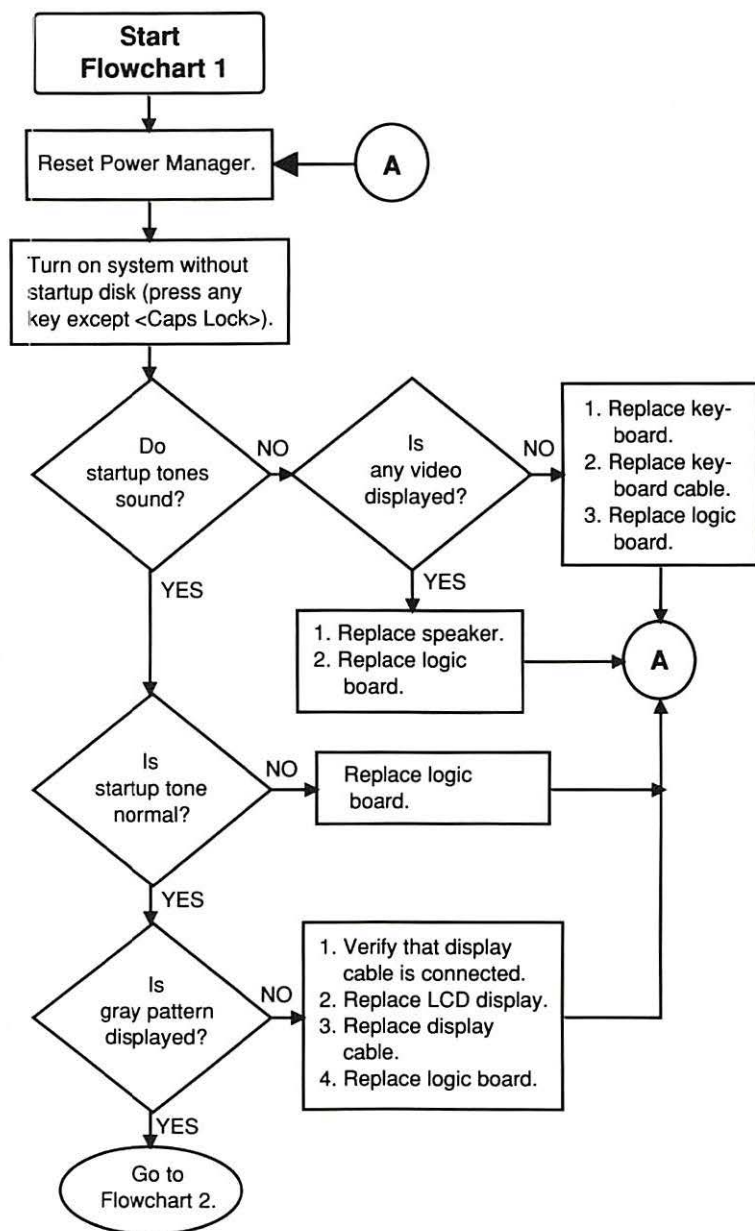 Start
Flowchart 1
Reset Power Manager.
A
Turn on system without
startup disk (press any
key except <Caps Lock>).
Do
startup tones
sound?
NO
Is
any video
displayed?
NO
1. Replace key-
board.
2. Replace key-
board cable.
3. Replace logic
board.
YES
YES
1. Replace speaker.
2. Replace logic
board.
A
Is
startup tone
normal?
NO
Replace logic
board.
YES
Is
gray pattern
displayed?
NO
1. Verify that display
cable is connected.
2. Replace LCD display.
3. Replace display
cable.
4. Replace logic board.
YES
Go to
Flowchart 2.